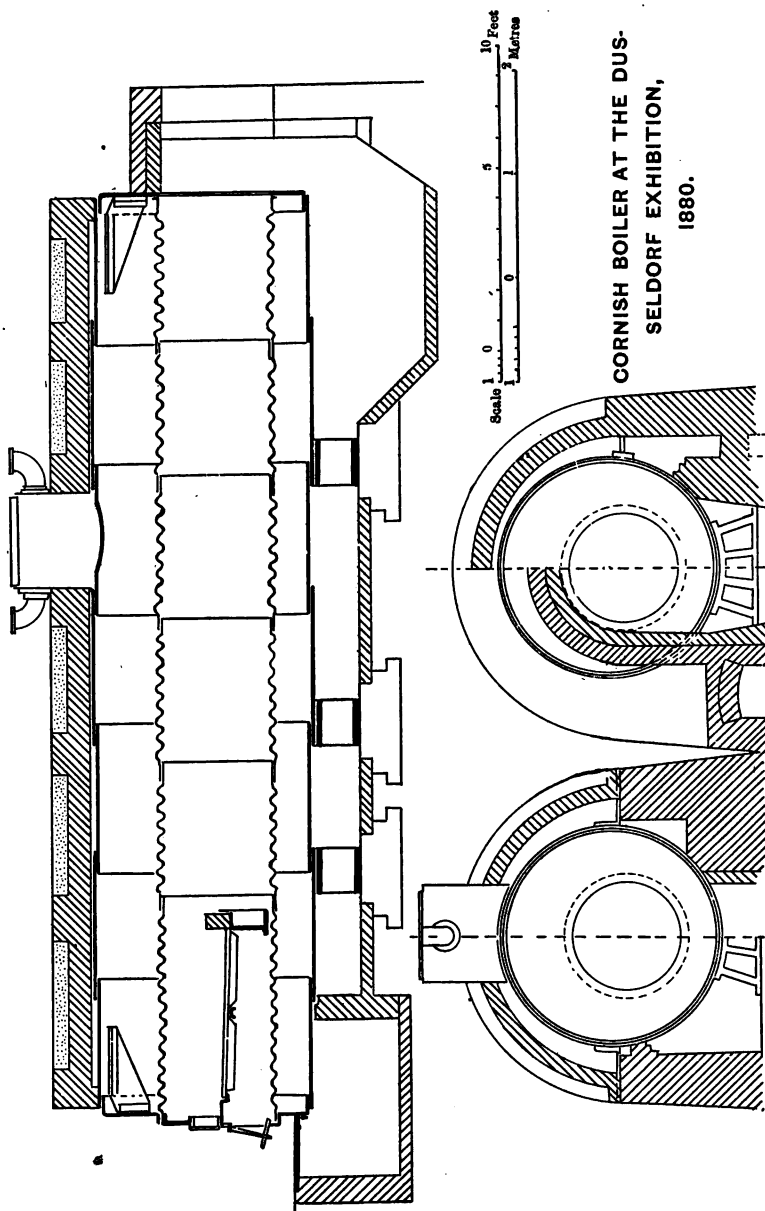 Scale 1 0 5 10 Feet
1 0 1 2 Metres
CORNISH BOILER AT THE DUS-
SELDORF EXHIBITION,
1880.